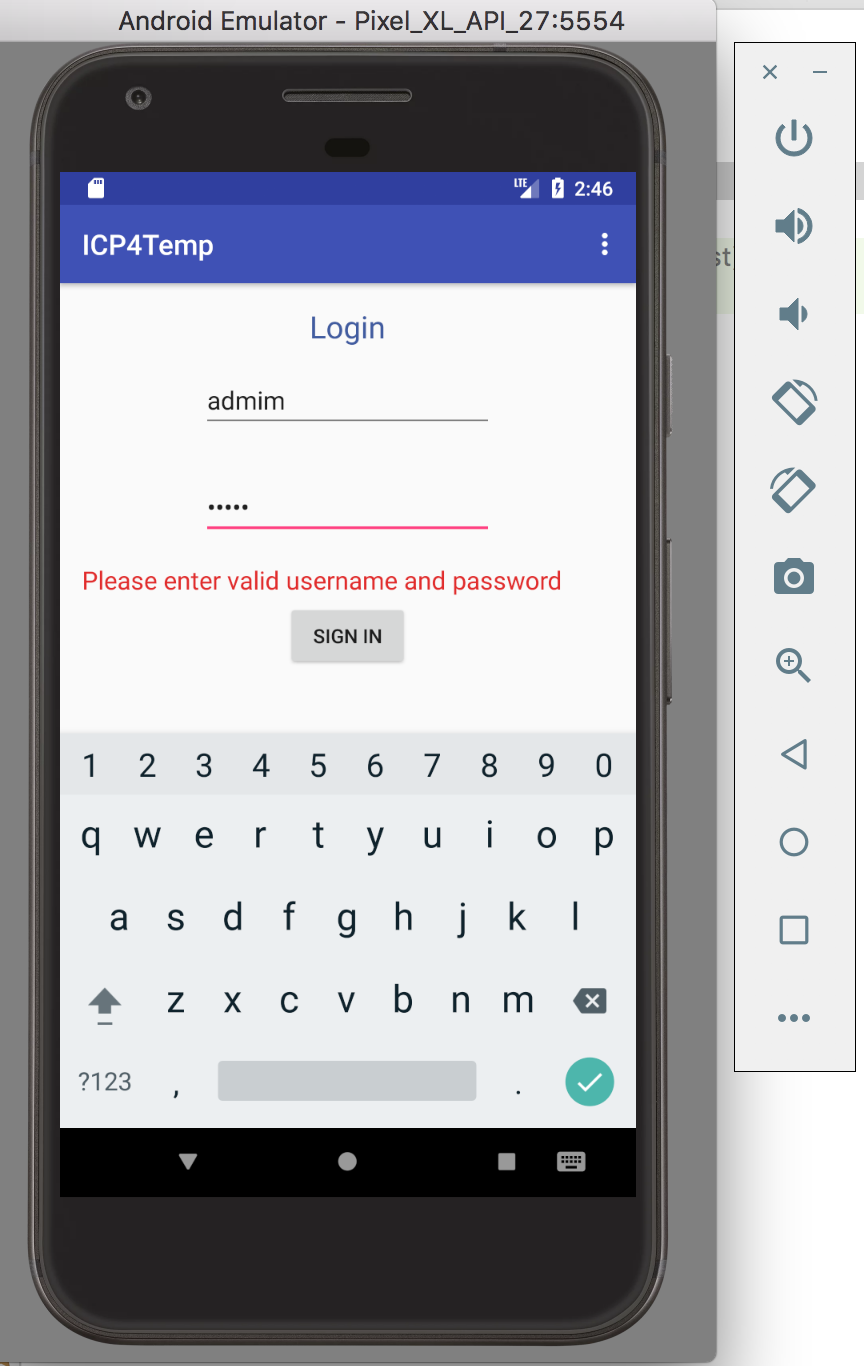 Android Emulator - Pixel_XL_API_27:5554
LTE 2:46
ICP4Temp
st
Login
admim
•••••
Please enter valid username and password
SIGN IN
1 2 3 4 5 6 7 8 9 0
q w e r t y u i o p
a s d f g h j k l
z x c v b n m
?123 , .